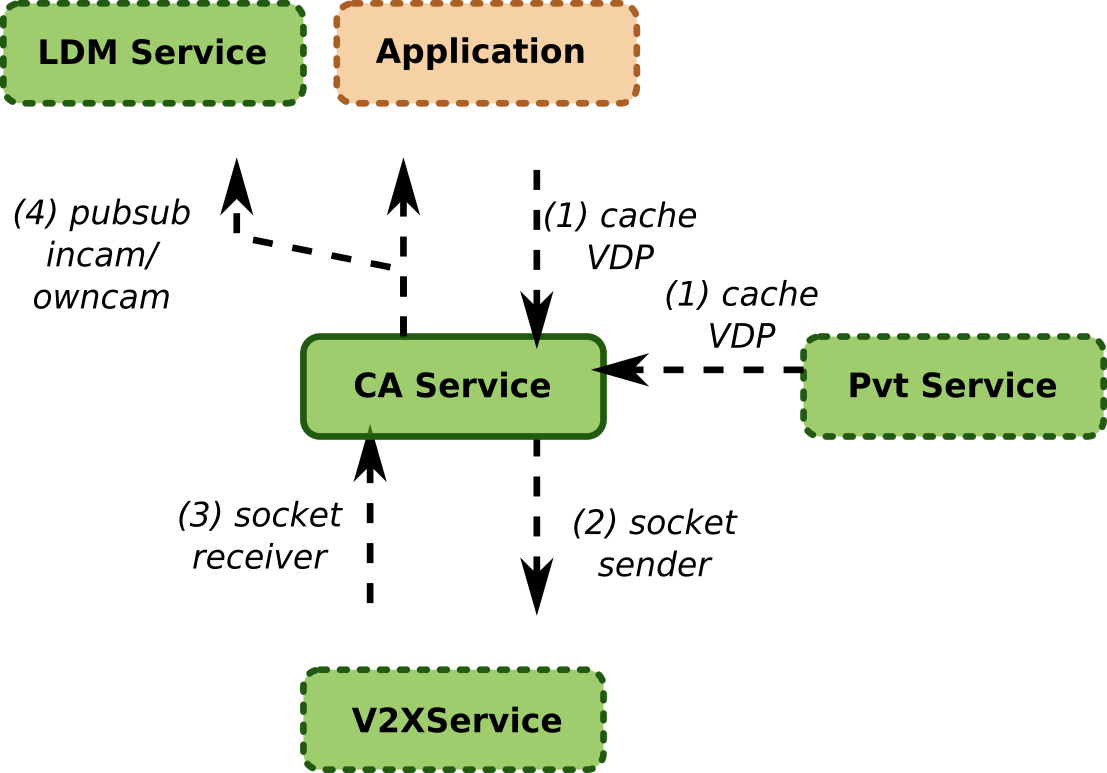 LDM Service
Application
(4) pubsub
incam/
owncam
(1) cache
VDP
(1) cache
VDP
CA Service
Pvt Service
(3) socket
receiver
(2) socket
sender
V2XService